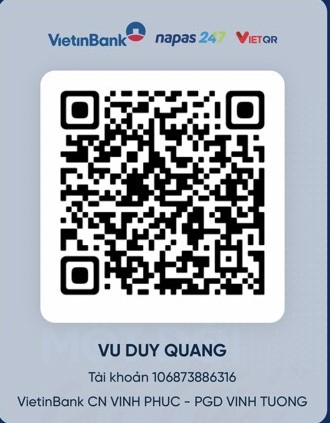 VietinBank napas 247 VIETQR
VU DUY QUANG
Tài khoản 106873886316
VietinBank CN VINH PHUC - PGD VINH TUONG